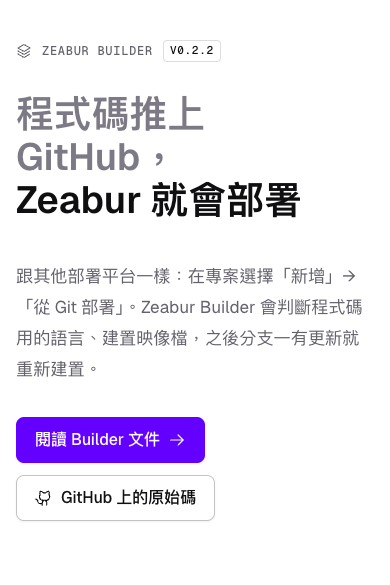 ZEABUR BUILDER V0.2.2
程式碼推上
GitHub，
Zeabur 就會部署
跟其他部署平台一樣：在專案選擇「新增」→
「從 Git 部署」。Zeabur Builder 會判斷程式碼
用的語言、建置映像檔，之後分支一有更新就
重新建置。
閱讀 Builder 文件 →
GitHub 上的原始碼